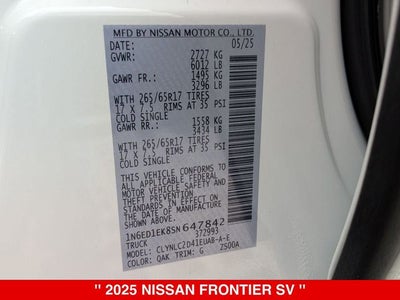 MFD BY NISSAN MOTOR CO., LTD.
DATE: 05/25
GVWR: 2727 KG
6012 LB
GAWR FR: 1495 KG
3296 LB
WITH 265/65R17 TIRES
17 X 7.5 RIMS AT 35 PSI
COLD SINGLE
GAWR RR: 1558 KG
3434 LB
WITH 265/65R17 TIRES
17 X 7.5 RIMS AT 35 PSI
COLD SINGLE
THIS VEHICLE CONFORMS TO ALL
APPLICABLE FEDERAL MOTOR
VEHICLE SAFETY AND THEFT
PREVENTION STANDARDS IN
EFFECT ON THE DATE OF
MANUFACTURE SHOWN ABOVE.
1N6ED1EK8SN647842
TRUCK 372993
MODEL: CLYNLC2D41EUAB-A-E
COLOR: QAK TRIM: G ZS00A
" 2025 NISSAN FRONTIER SV "